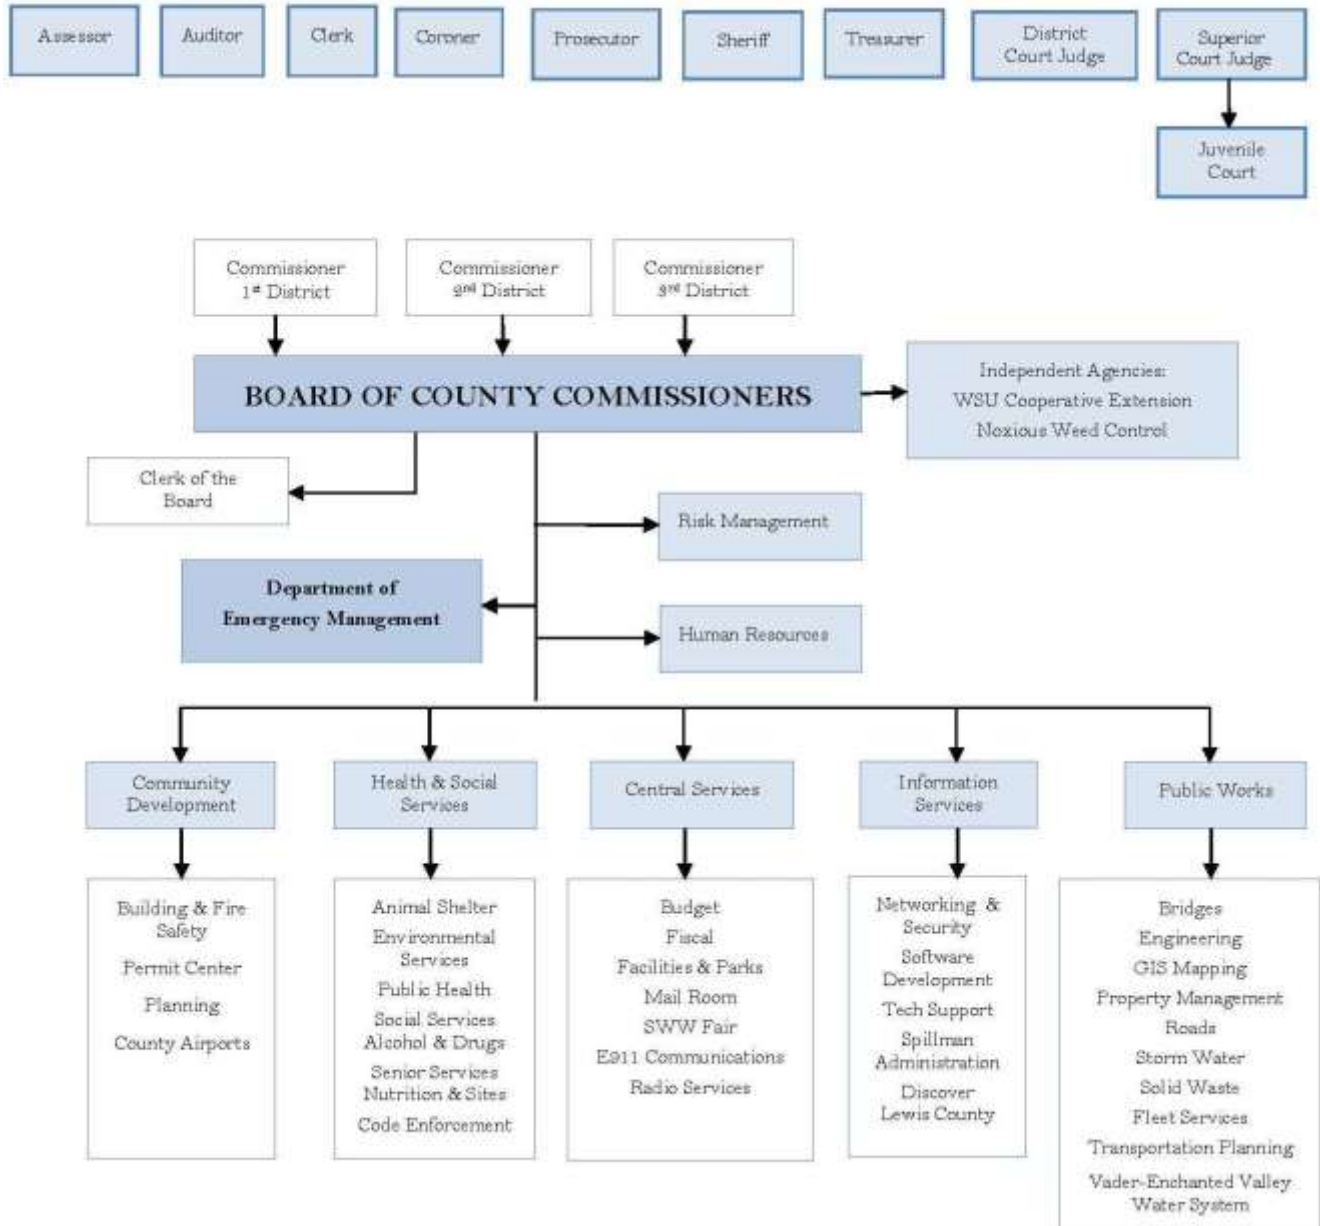 Assessor
Auditor
Clerk
Coroner
Prosecutor
Sheriff
Treasurer
District
Court Judge
Superior
Court Judge
Juvenile
Court
Commissioner
1st District
Commissioner
2nd District
Commissioner
3rd District
BOARD OF COUNTY COMMISSIONERS
Independent Agencies:
WSU Cooperative Extension
Noxious Weed Control
Clerk of the
Board
Risk Management
Department of
Emergency Management
Human Resources
Community
Development
Health & Social
Services
Central Services
Information
Services
Public Works
Building & Fire
Safety
Permit Center
Planning
County Airports
Animal Shelter
Environmental
Services
Public Health
Social Services
Alcohol & Drugs
Senior Services
Nutrition & Sites
Code Enforcement
Budget
Fiscal
Facilities & Parks
Mail Room
SWW Fair
E911 Communications
Radio Services
Networking &
Security
Software
Development
Tech Support
Spillman
Administration
Discover
Lewis County
Bridges
Engineering
GIS Mapping
Property Management
Roads
Storm Water
Solid Waste
Fleet Services
Transportation Planning
Vader-Enchanted Valley
Water System